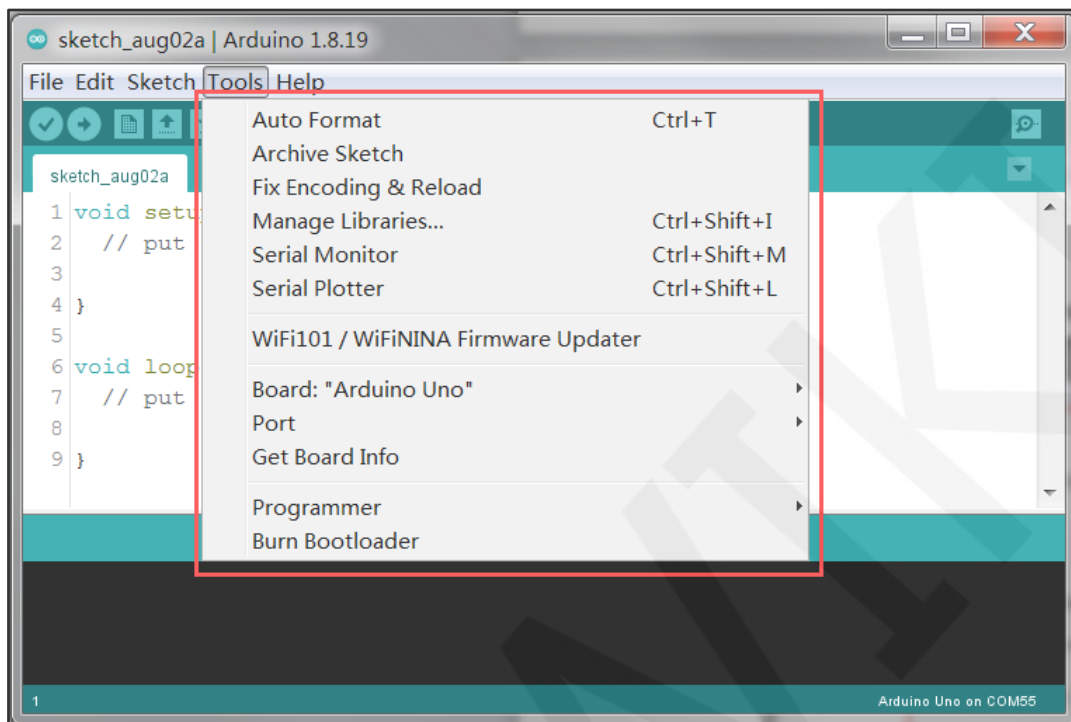 sketch_aug02a | Arduino 1.8.19
File Edit Sketch Tools Help
Auto Format Ctrl+T
Archive Sketch
Fix Encoding & Reload
Manage Libraries... Ctrl+Shift+I
Serial Monitor Ctrl+Shift+M
Serial Plotter Ctrl+Shift+L
WiFi101 / WiFiNINA Firmware Updater
Board: "Arduino Uno"
Port
Get Board Info
Programmer
Burn Bootloader
sketch_aug02a
1 void setu
2 // put
3
4 }
5
6 void loop
7 // put
8
9 }
1 Arduino Uno on COM55